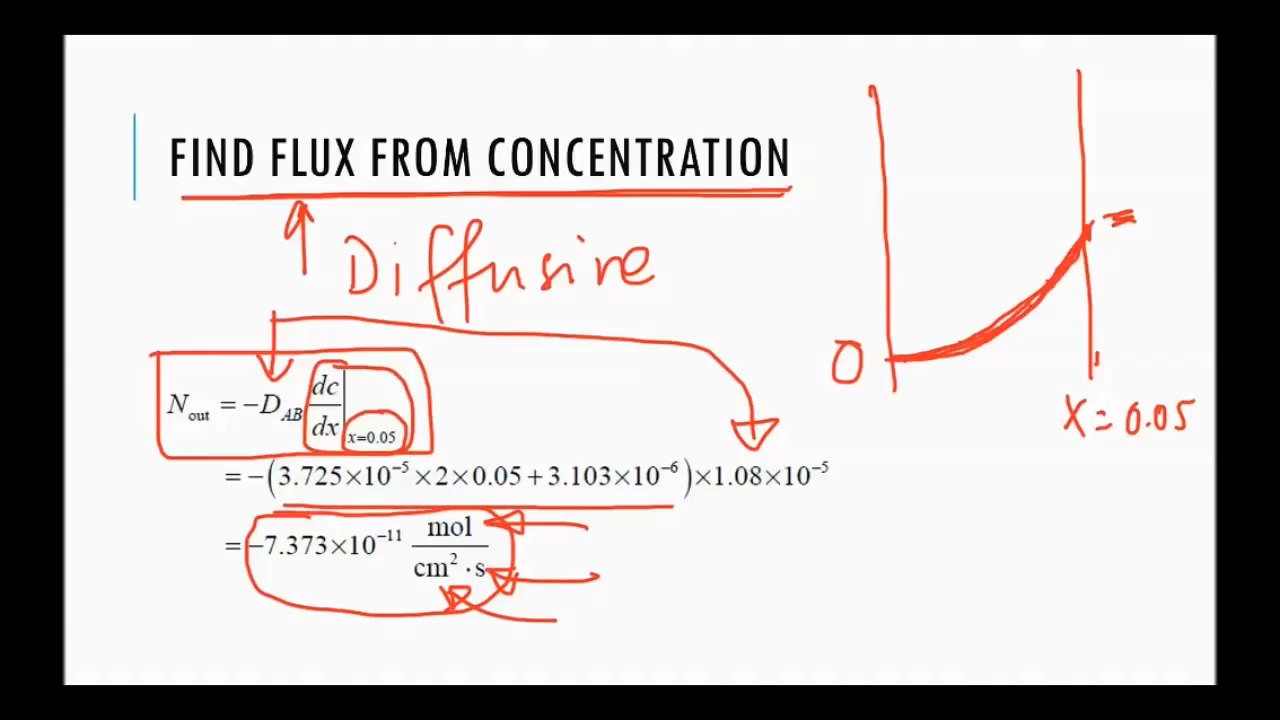 FIND FLUX FROM CONCENTRATION
Diffusive
N_out = -D_AB dc/dx |_x=0.05
= -(3.725×10^-5 ×2×0.05+3.103×10^-6)×1.08×10^-5
= -7.373×10^-11 mol/cm^2·s
0
=
x=0.05